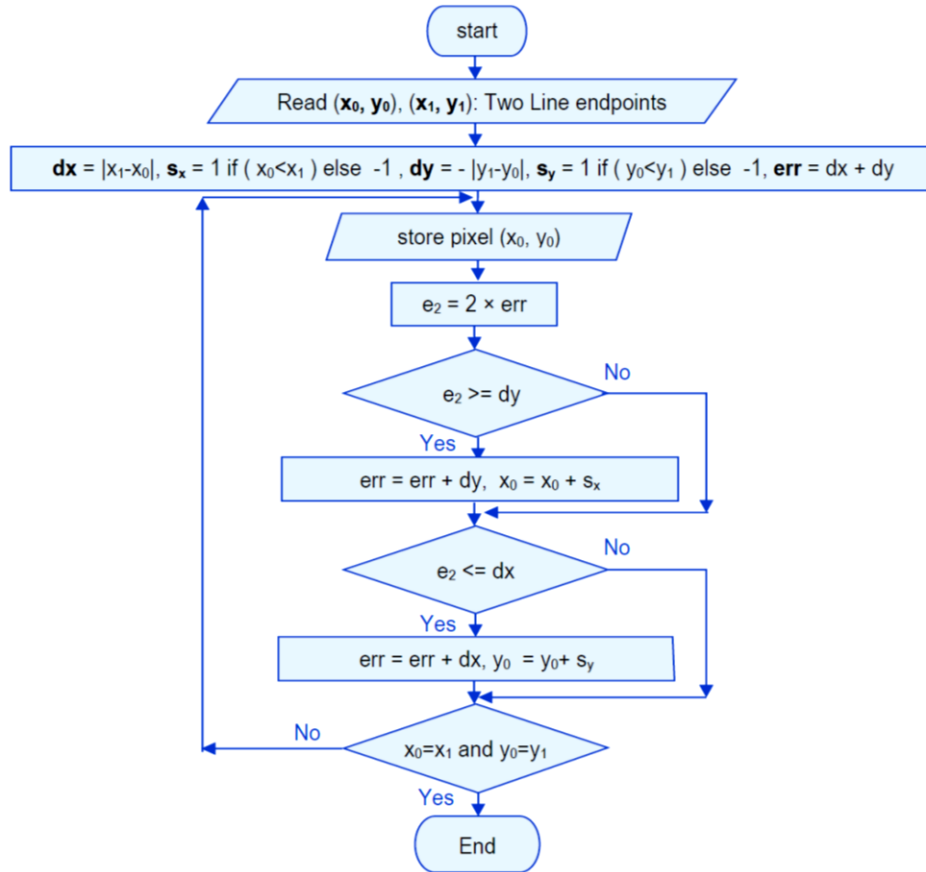 start
Read (x₀, y₀), (x₁, y₁): Two Line endpoints
dx = |x₁-x₀|, sₓ = 1 if ( x₀<x₁ ) else -1 , dy = - |y₁-y₀|, sᵧ = 1 if ( y₀<y₁ ) else -1, err = dx + dy
store pixel (x₀, y₀)
e₂ = 2 × err
e₂ >= dy
No
Yes
err = err + dy, x₀ = x₀ + sₓ
e₂ <= dx
No
Yes
err = err + dx, y₀ = y₀+ sᵧ
x₀=x₁ and y₀=y₁
No
Yes
End